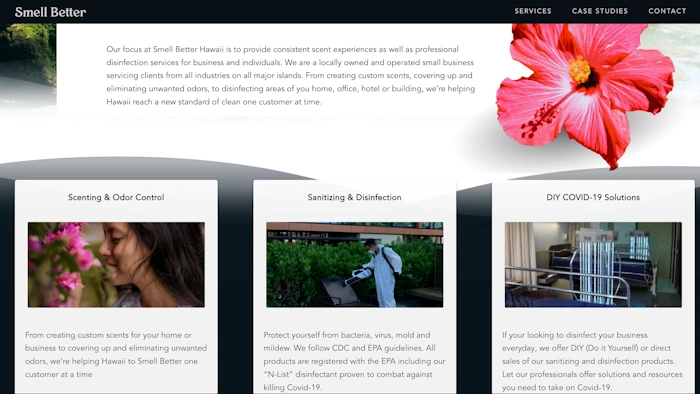 Smell Better
SERVICES CASE STUDIES CONTACT
Our focus at Smell Better Hawaii is to provide consistent scent experiences as well as professional
disinfection services for business and individuals. We are a locally owned and operated small business
servicing clients from all industries on all major islands. From creating custom scents, covering up and
eliminating unwanted odors, to disinfecting areas of you home, office, hotel or building, we're helping
Hawaii reach a new standard of clean one customer at time.
Scenting & Odor Control
From creating custom scents for your home or
business to covering up and eliminating unwanted
odors, we're helping Hawaii to Smell Better one
customer at a time
Sanitizing & Disinfection
Protect yourself from bacteria, virus, mold and
mildew. We follow CDC and EPA guidelines. All
products are registered with the EPA including our
"N-List" disinfectant proven to combat against
killing Covid-19.
DIY COVID-19 Solutions
If your looking to disinfect your business
everyday, we offer DIY (Do it Yourself) or direct
sales of our sanitizing and disinfection products.
Let our professionals offer solutions and resources
you need to take on Covid-19.